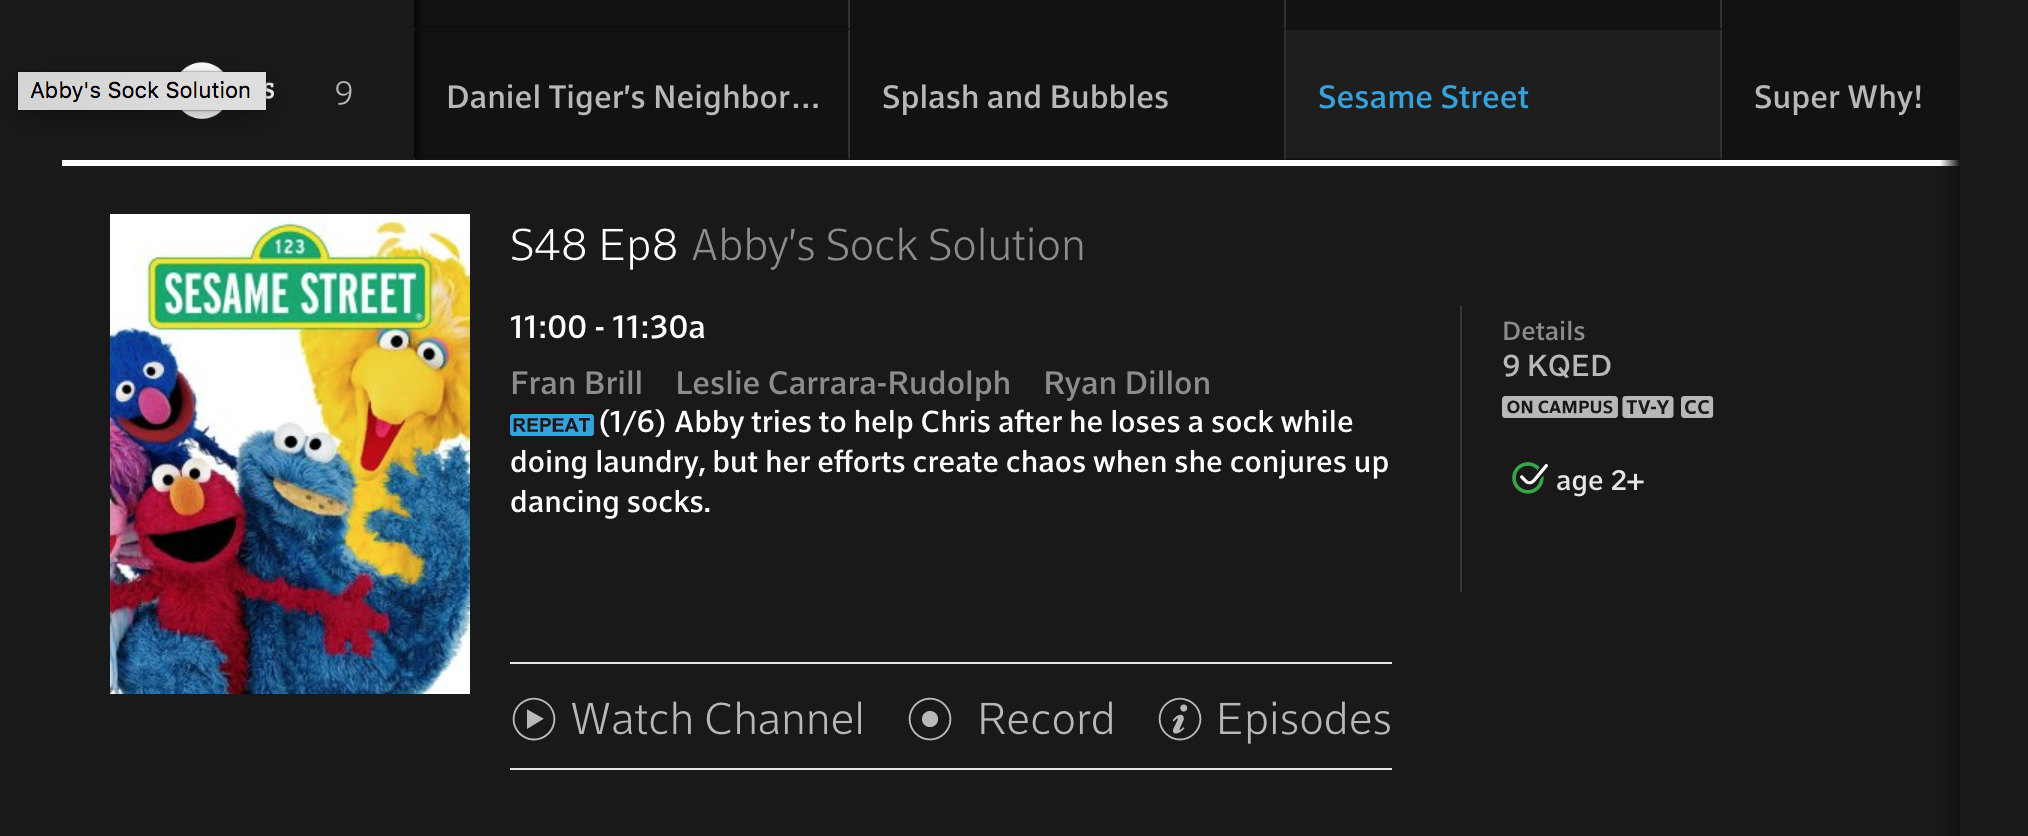 Abby's Sock Solution
S
9
Daniel Tiger's Neighbor...
Splash and Bubbles
Sesame Street
Super Why!
123
SESAME STREET
S48 Ep8 Abby's Sock Solution
11:00 - 11:30a
Fran Brill Leslie Carrara-Rudolph Ryan Dillon
REPEAT (1/6) Abby tries to help Chris after he loses a sock while
doing laundry, but her efforts create chaos when she conjures up
dancing socks.
Details
9 KQED
ON CAMPUS TV-Y CC
age 2+
Watch Channel Record Episodes